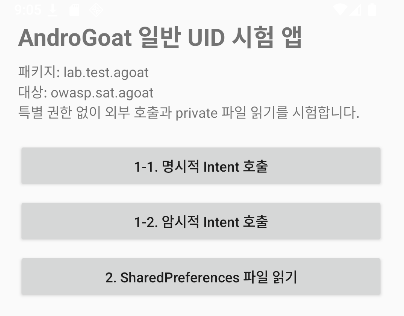 8:05
AndroGoat 일반 UID 시험 앱
패키지: lab.test.agoat
대상: owasp.sat.agoat
특별 권한 없이 외부 호출과 private 파일 읽기를 시험합니다.
1-1. 명시적 Intent 호출
1-2. 암시적 Intent 호출
2. SharedPreferences 파일 읽기